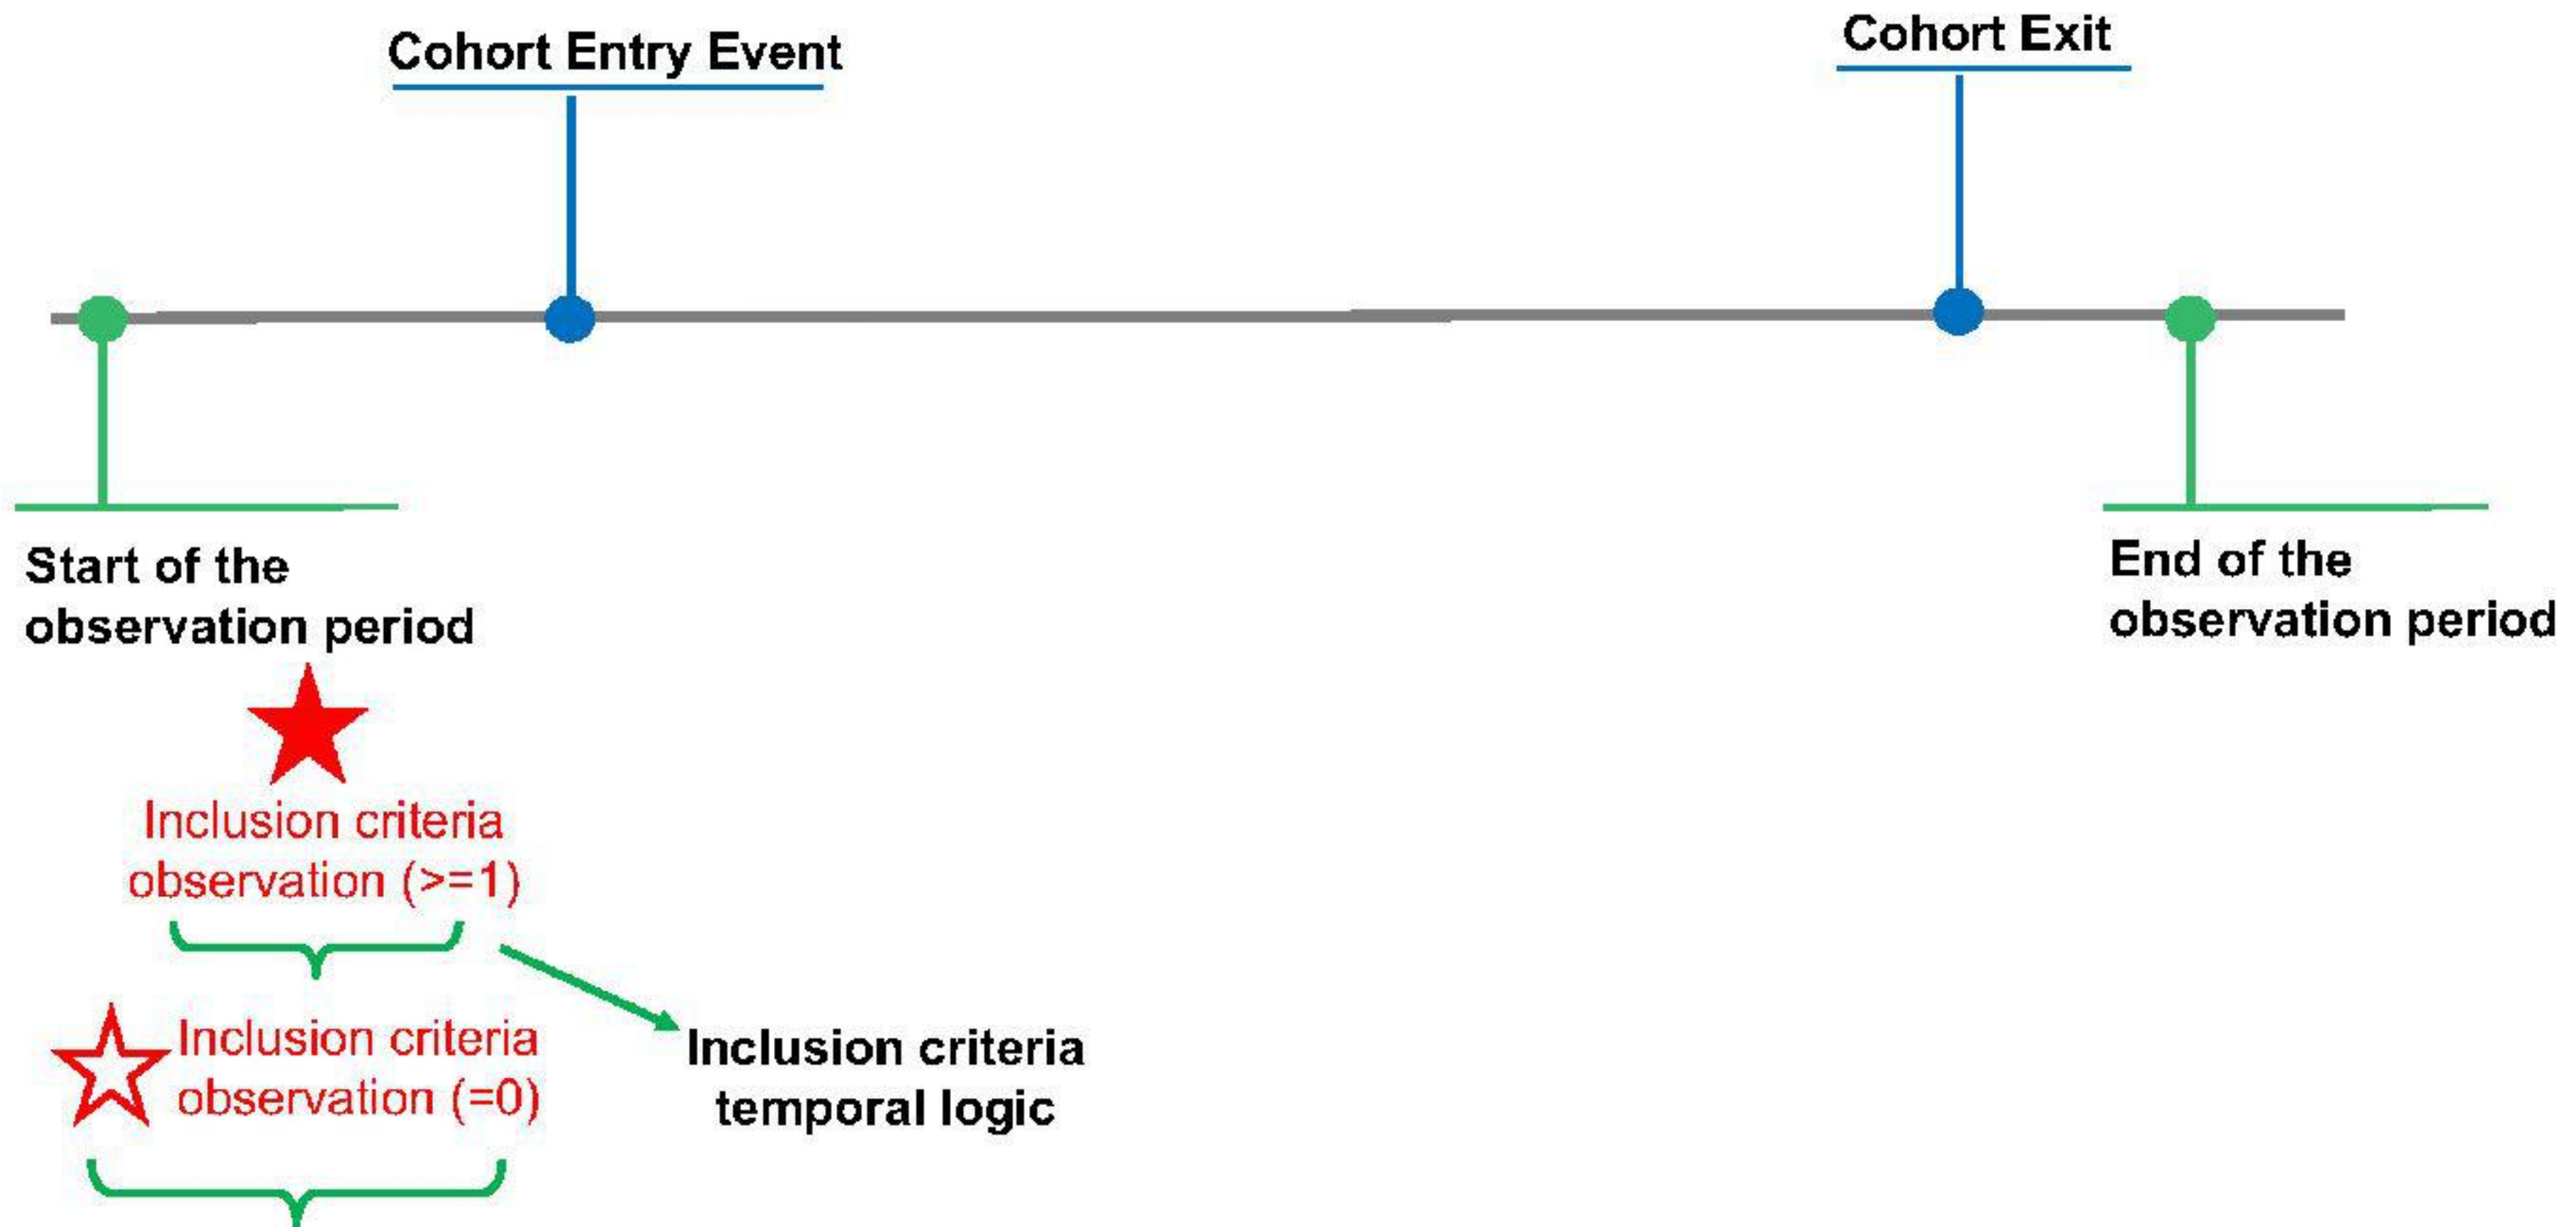 Cohort Entry Event
Cohort Exit
Start of the
observation period
End of the
observation period
Inclusion criteria
observation (>=1)
Inclusion criteria
observation (=0)
Inclusion criteria
temporal logic